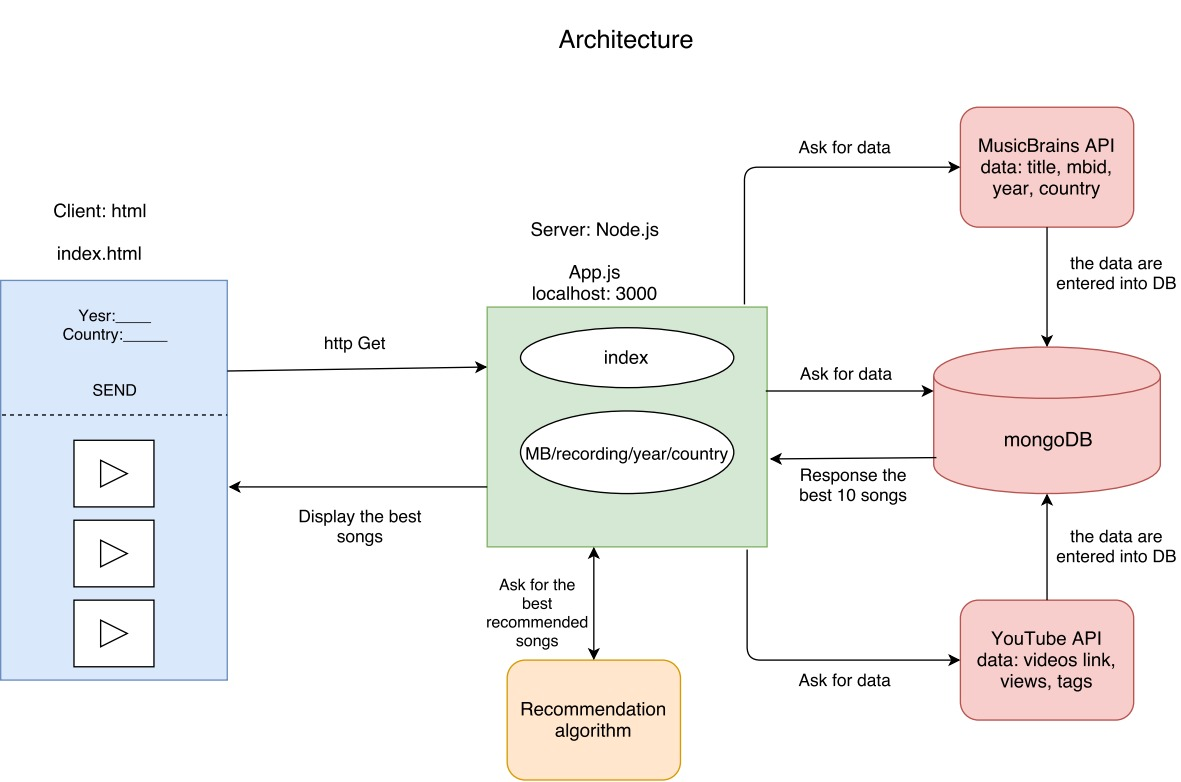 Architecture
Client: html
index.html
Yesr:____
Country:_____
SEND
http Get
Display the best
songs
Server: Node.js
App.js
localhost: 3000
index
MB/recording/year/country
Ask for the
best
recommended
songs
Recommendation
algorithm
Ask for data
MusicBrains API
data: title, mbid,
year, country
the data are
entered into DB
Ask for data
mongoDB
Response the
best 10 songs
the data are
entered into DB
YouTube API
data: videos link,
views, tags
Ask for data